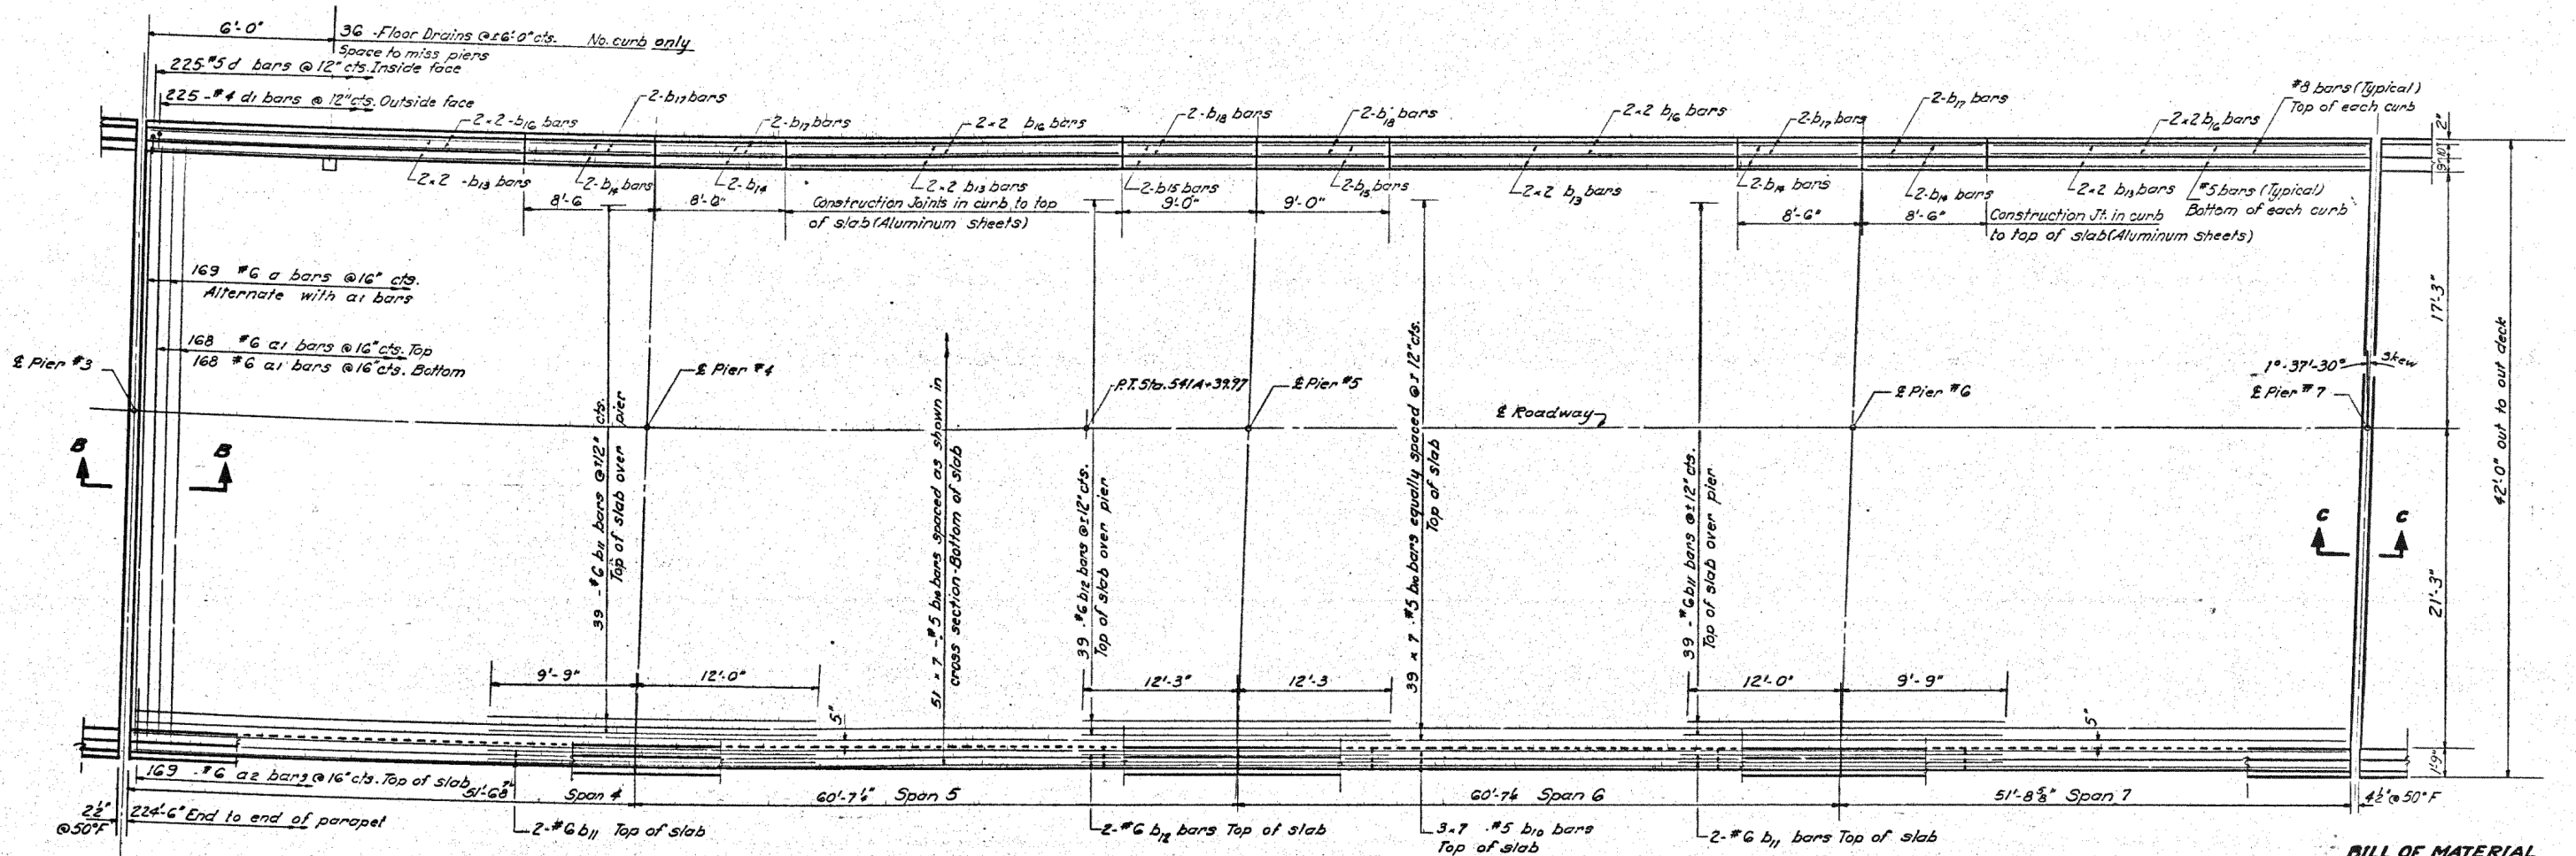 6'-0"
36 -Floor Drains @±6'-0"cts. No. curb only
Space to miss piers
225-#5 d bars @ 12" cts. Inside face
225-#4 d1 bars @ 12"cts. Outside face
2×2-b16 bars
2-b17 bars
2-b17 bars
2×2 b16 bars
2-b18 bars
2-b18 bars
2×2 b16 bars
2-b17 bars
2-b17 bars
2×2 b16 bars
#8 bars (Typical)
Top of each curb
2"
10"
9"
2×2 -b13 bars
2-b14 bars
2-b14
2×2 b13 bars
2-b15 bars
2-b15 bars
2×2 b13 bars
2-b14 bars
2-b14 bars
2×2 b13 bars
#5 bars (Typical)
Bottom of each curb
8'-6
Construction Joints in curb to top
of slab (Aluminum sheets)
9'-0"
9'-0"
8'-6"
8'-6"
Construction Jt. in curb
to top of slab (Aluminum sheets)
169 #6 a bars @16" cts.
Alternate with a1 bars
168 #6 a1 bars @16" cts. Top
168 #6 a1 bars @16" cts. Bottom
℄ Pier #3
℄ Pier #4
P.T. Sta. 541A+39.97
℄ Pier #5
℄ Roadway
℄ Pier #6
1°-37'-30"
Skew
℄ Pier #7
17'-3"
42'-0" out to out deck
21'-3"
1'-9"
B
B
C
C
39 - #6 b11 bars @±12" cts.
Top of slab over pier
51 × 7 - #5 b10 bars spaced as shown in
cross section-Bottom of slab
39 - #6 b12 bars @±12" cts.
Top of slab over pier
39 × 7 - #5 b10 bars equally spaced @±12" cts.
Top of slab
39 - #6 b11 bars @±12" cts.
Top of slab over pier
9'-9"
12'-0"
12'-3"
12'-3
12'-0"
9'-9"
5"
5"
169 - #6 a2 bars @16" cts. Top of slab
51'-6⅞" Span 4
60'-7¼" Span 5
60'-7¼ Span 6
51'-8⅝" Span 7
2½"
@50°F
224'-6" End to end of parapet
4½"@50°F
2-#6 b11 Top of slab
2-#6 b12 bars Top of slab
3×7 - #5 b10 bars
Top of slab
2-#6 b11 bars Top of slab
BILL OF MATERIAL